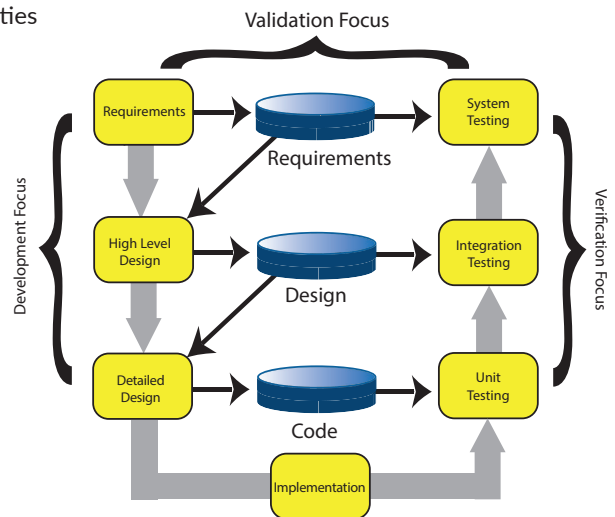 ties
Validation Focus
Requirements
System
Testing
Requirements
Development Focus
High Level
Design
Integration
Testing
Verification Focus
Design
Detailed
Design
Unit
Testing
Code
Implementation